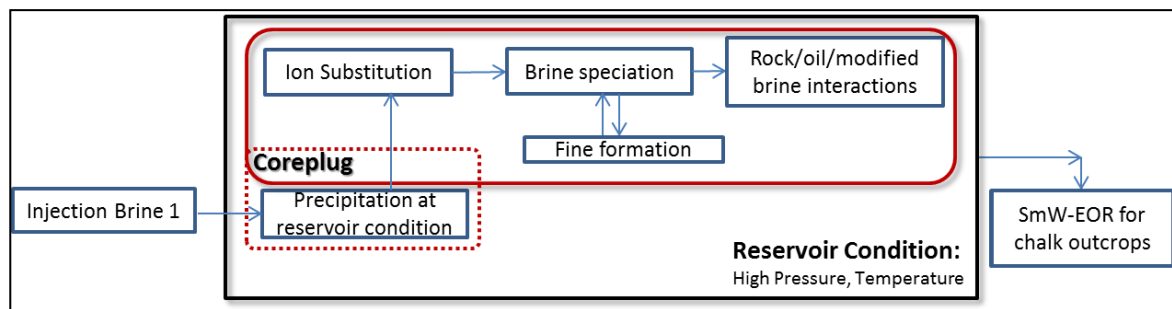 Ion Substitution
Brine speciation
Rock/oil/modified
brine interactions
Fine formation
Coreplug
Injection Brine 1
Precipitation at
reservoir condition
Reservoir Condition:
High Pressure, Temperature
SmW-EOR for
chalk outcrops